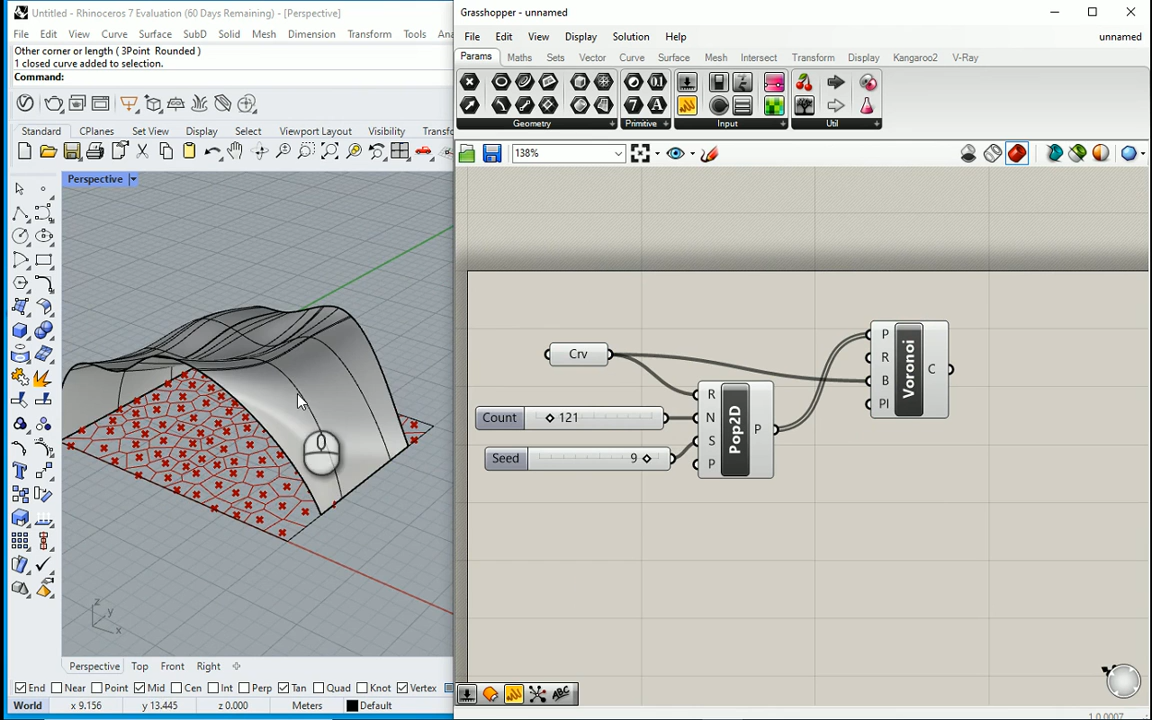 Untitled - Rhinoceros 7 Evaluation (60 Days Remaining) - [Perspective]
File Edit View Curve Surface SubD Solid Mesh Dimension Transform Tools Ana
Other corner or length ( 3Point Rounded )
1 closed curve added to selection.
Command:
Standard CPlanes Set View Display Select Viewport Layout Visibility Transfo
Perspective
z
y
x
Perspective Top Front Right
End Near Point Mid Cen Int Perp Tan Quad Knot Vertex
World x 9.156 y 13.445 z 0.000 Meters Default
Grasshopper - unnamed
File Edit View Display Solution Help unnamed
Params Maths Sets Vector Curve Surface Mesh Intersect Transform Display Kangaroo2 V-Ray
Geometry Primitive Input Util
138%
Crv
Count 121
Seed 9
R
N
S
P
Pop2D
P
P
R
B
Pl
Voronoi
C
1.0.0007